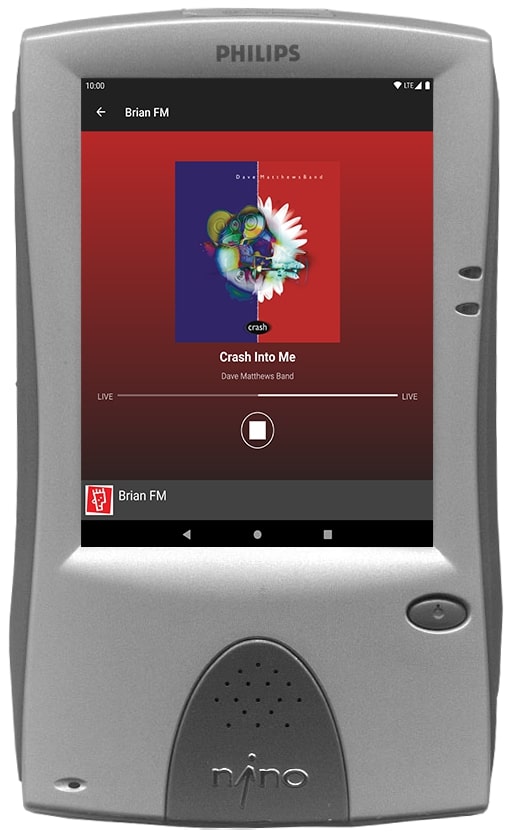 PHILIPS
10:00 LTE
Brian FM
Dave Matthews Band
crash
Crash Into Me
Dave Matthews Band
LIVE LIVE
Brian FM
nino